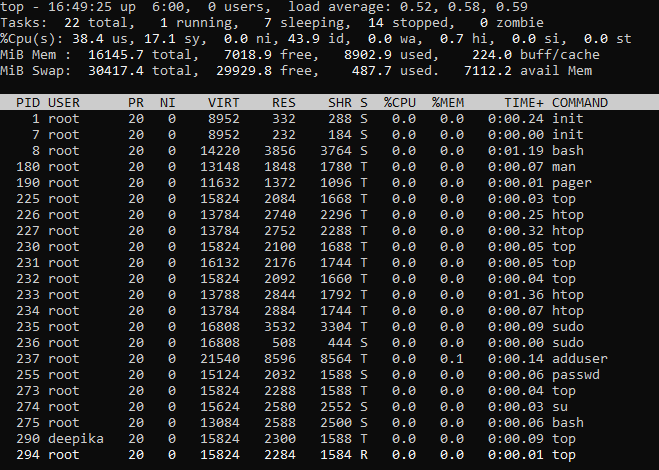 top - 16:49:25 up  6:00,  0 users,  load average: 0.52, 0.58, 0.59
Tasks:  22 total,   1 running,   7 sleeping,  14 stopped,   0 zombie
%Cpu(s): 38.4 us, 17.1 sy,  0.0 ni, 43.9 id,  0.0 wa,  0.7 hi,  0.0 si,  0.0 st
MiB Mem :  16145.7 total,   7018.9 free,   8902.9 used,    224.0 buff/cache
MiB Swap:  30417.4 total,  29929.8 free,    487.7 used.   7112.2 avail Mem
PID USER      PR  NI    VIRT    RES    SHR S  %CPU  %MEM     TIME+ COMMAND
1 root      20   0    8952    332    288 S   0.0   0.0   0:00.24 init
7 root      20   0    8952    232    184 S   0.0   0.0   0:00.00 init
8 root      20   0   14220   3856   3764 S   0.0   0.0   0:01.19 bash
180 root      20   0   13148   1848   1780 T   0.0   0.0   0:00.07 man
190 root      20   0   11632   1372   1096 T   0.0   0.0   0:00.01 pager
225 root      20   0   15824   2084   1668 T   0.0   0.0   0:00.03 top
226 root      20   0   13784   2740   2296 T   0.0   0.0   0:00.25 htop
227 root      20   0   13784   2752   2288 T   0.0   0.0   0:00.32 htop
230 root      20   0   15824   2100   1688 T   0.0   0.0   0:00.05 top
231 root      20   0   16132   2176   1744 T   0.0   0.0   0:00.05 top
232 root      20   0   15824   2092   1660 T   0.0   0.0   0:00.04 top
233 root      20   0   13788   2844   1792 T   0.0   0.0   0:01.36 htop
234 root      20   0   13784   2884   1744 T   0.0   0.0   0:00.07 htop
235 root      20   0   16808   3532   3304 T   0.0   0.0   0:00.09 sudo
236 root      20   0   16808    508    444 S   0.0   0.0   0:00.00 sudo
237 root      20   0   21540   8596   8564 T   0.0   0.1   0:00.14 adduser
255 root      20   0   15124   2032   1588 S   0.0   0.0   0:00.06 passwd
273 root      20   0   15824   2288   1588 T   0.0   0.0   0:00.04 top
274 root      20   0   15624   2580   2552 S   0.0   0.0   0:00.03 su
275 root      20   0   13084   2588   2500 S   0.0   0.0   0:00.06 bash
290 deepika   20   0   15824   2300   1588 T   0.0   0.0   0:00.09 top
294 root      20   0   15824   2284   1584 R   0.0   0.0   0:00.01 top